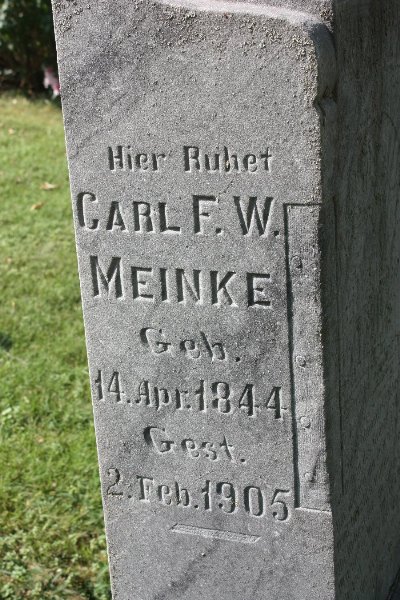 Hier Ruhet
CARL F. W.
MEINKE
Geb.
14. Apr. 1844
Gest.
2. Feb. 1905